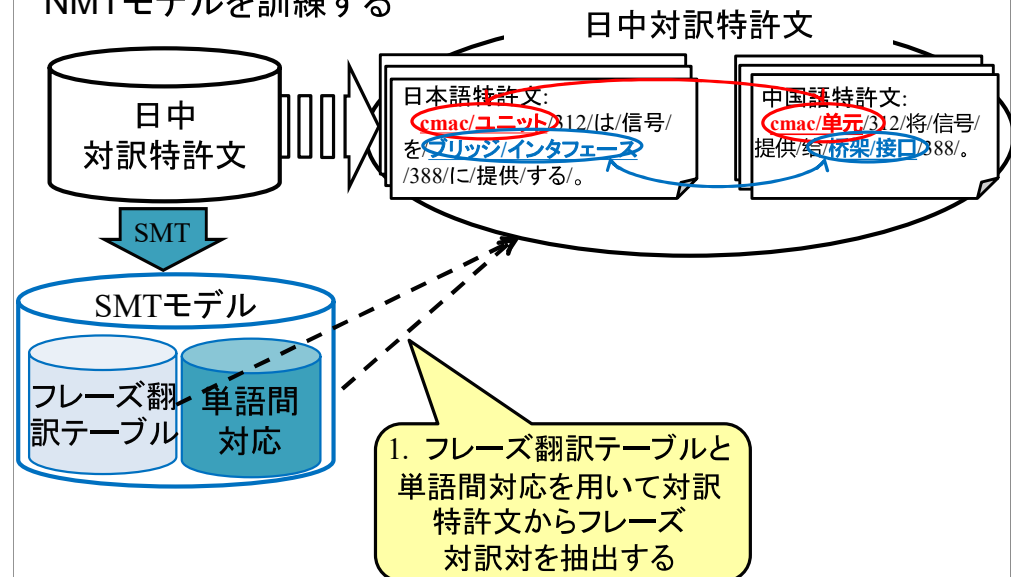 NMTモデルを訓練する
日中対訳特許文
日中
対訳特許文
日本語特許文:
cmac/ユニット/312/は/信号/
を/ブリッジ/インタフェース
/388/に/提供/する/。
中国語特許文:
cmac/单元/312/将/信号/
提供/给/桥架/接口/388/。
SMT
SMTモデル
フレーズ翻
訳テーブル
単語間
対応
1. フレーズ翻訳テーブルと
単語間対応を用いて対訳
特許文からフレーズ
対訳対を抽出する